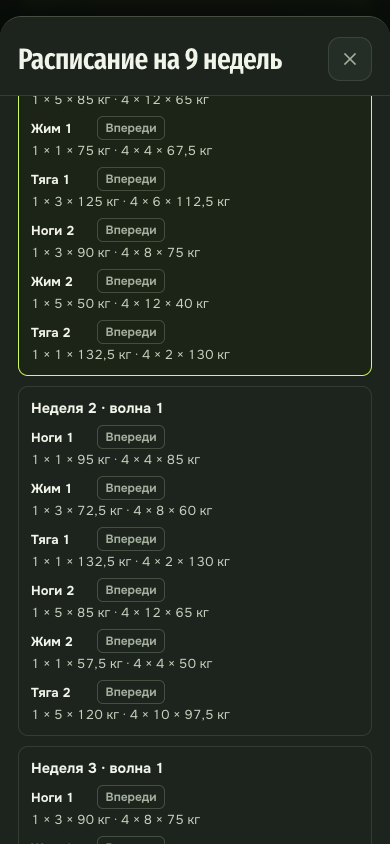 Расписание на 9 недель
1 × 5 × 85 кг · 4 × 12 × 65 кг
Жим 1 Впереди
1 × 1 × 75 кг · 4 × 4 × 67,5 кг
Тяга 1 Впереди
1 × 3 × 125 кг · 4 × 6 × 112,5 кг
Ноги 2 Впереди
1 × 3 × 90 кг · 4 × 8 × 75 кг
Жим 2 Впереди
1 × 5 × 50 кг · 4 × 12 × 40 кг
Тяга 2 Впереди
1 × 1 × 132,5 кг · 4 × 2 × 130 кг
Неделя 2 · волна 1
Ноги 1 Впереди
1 × 1 × 95 кг · 4 × 4 × 85 кг
Жим 1 Впереди
1 × 3 × 72,5 кг · 4 × 8 × 60 кг
Тяга 1 Впереди
1 × 1 × 132,5 кг · 4 × 2 × 130 кг
Ноги 2 Впереди
1 × 5 × 85 кг · 4 × 12 × 65 кг
Жим 2 Впереди
1 × 1 × 57,5 кг · 4 × 4 × 50 кг
Тяга 2 Впереди
1 × 5 × 120 кг · 4 × 10 × 97,5 кг
Неделя 3 · волна 1
Ноги 1 Впереди
1 × 3 × 90 кг · 4 × 8 × 75 кг